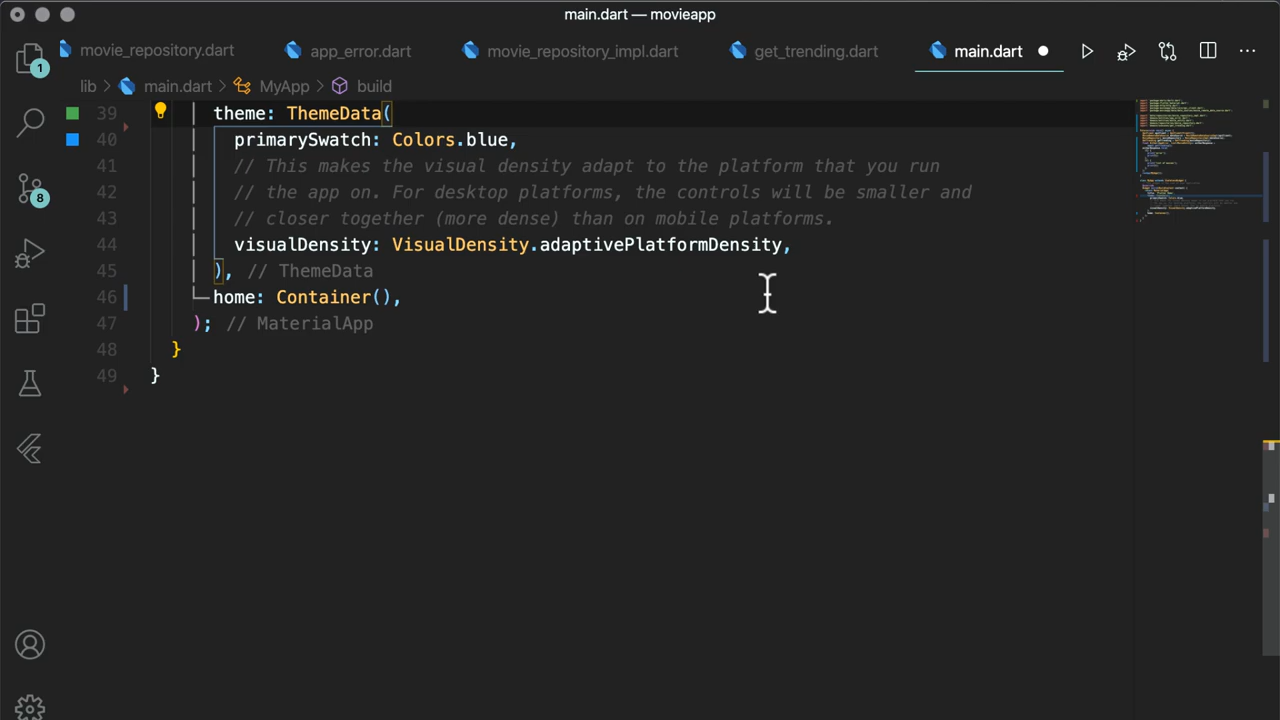 main.dart — movieapp
movie_repository.dart app_error.dart movie_repository_impl.dart get_trending.dart main.dart
lib › main.dart › MyApp › build
39 theme: ThemeData(
40 primarySwatch: Colors.blue,
41 // This makes the visual density adapt to the platform that you run
42 // the app on. For desktop platforms, the controls will be smaller and
43 // closer together (more dense) than on mobile platforms.
44 visualDensity: VisualDensity.adaptivePlatformDensity,
45 ), // ThemeData
46 home: Container(),
47 ); // MaterialApp
48 }
49 }
1
8